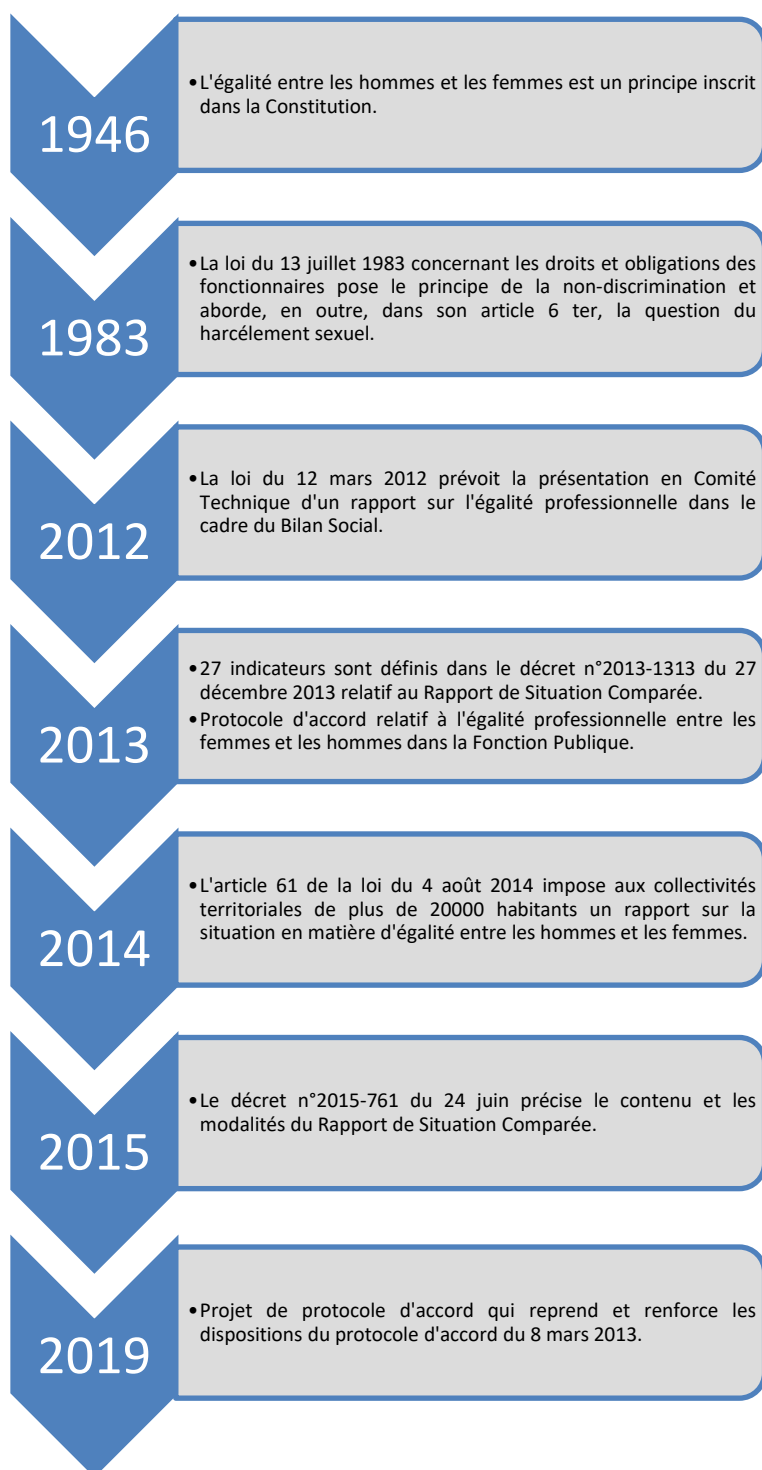 1946
•L'égalité entre les hommes et les femmes est un principe inscrit
dans la Constitution.
1983
•La loi du 13 juillet 1983 concernant les droits et obligations des
fonctionnaires pose le principe de la non-discrimination et
aborde, en outre, dans son article 6 ter, la question du
harcélement sexuel.
2012
•La loi du 12 mars 2012 prévoit la présentation en Comité
Technique d'un rapport sur l'égalité professionnelle dans le
cadre du Bilan Social.
2013
•27 indicateurs sont définis dans le décret n°2013-1313 du 27
décembre 2013 relatif au Rapport de Situation Comparée.
•Protocole d'accord relatif à l'égalité professionnelle entre les
femmes et les hommes dans la Fonction Publique.
2014
•L'article 61 de la loi du 4 août 2014 impose aux collectivités
territoriales de plus de 20000 habitants un rapport sur la
situation en matière d'égalité entre les hommes et les femmes.
2015
•Le décret n°2015-761 du 24 juin précise le contenu et les
modalités du Rapport de Situation Comparée.
2019
•Projet de protocole d'accord qui reprend et renforce les
dispositions du protocole d'accord du 8 mars 2013.